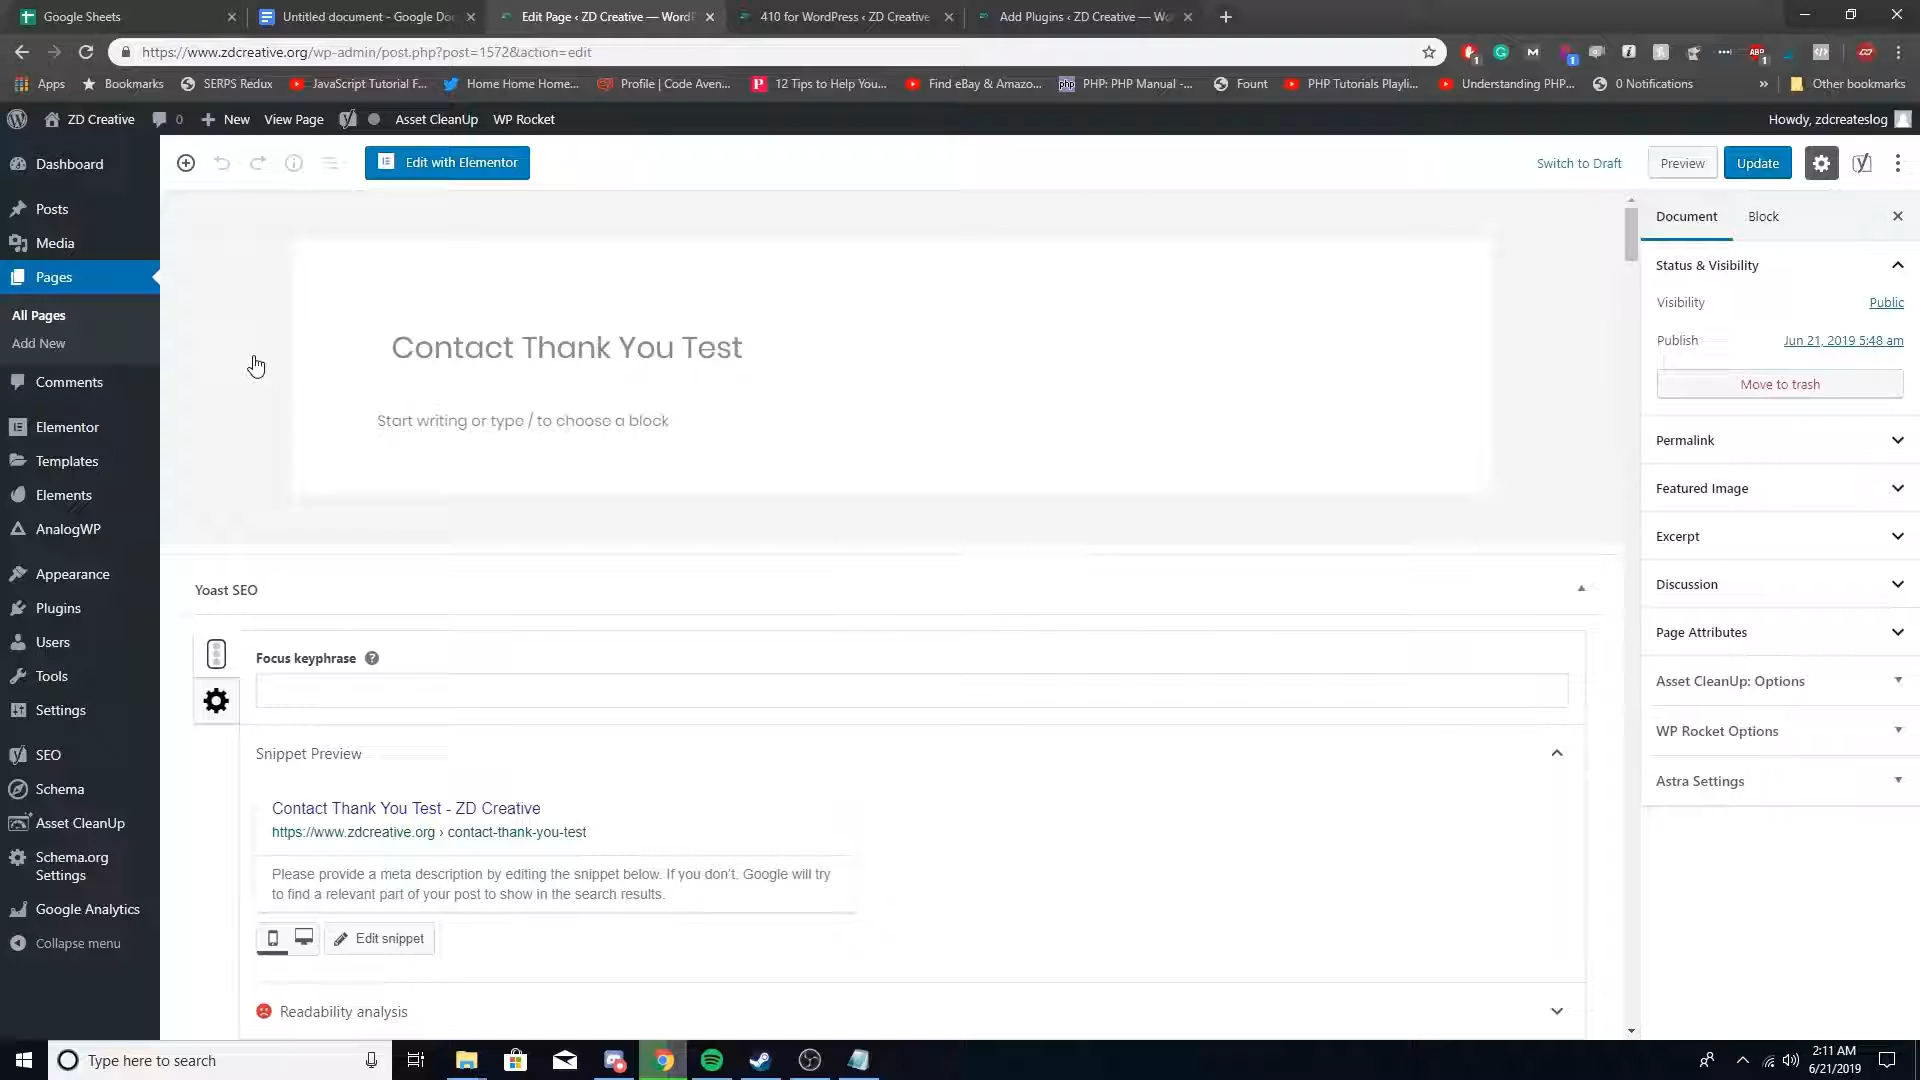 Google Sheets
Untitled document - Google Do
Edit Page ‹ ZD Creative — WordP
410 for WordPress ‹ ZD Creative
Add Plugins ‹ ZD Creative — Wo
https://www.zdcreative.org/wp-admin/post.php?post=1572&action=edit
Apps
Bookmarks
SERPS Redux
JavaScript Tutorial F...
Home Home Home...
Profile | Code Aven...
12 Tips to Help You...
Find eBay & Amazo...
PHP: PHP Manual -...
Fount
PHP Tutorials Playli...
Understanding PHP...
0 Notifications
»
Other bookmarks
ZD Creative
0
New
View Page
Asset CleanUp
WP Rocket
Howdy, zdcreateslog
Dashboard
Posts
Media
Pages
All Pages
Add New
Comments
Elementor
Templates
Elements
AnalogWP
Appearance
Plugins
Users
Tools
Settings
SEO
Schema
Asset CleanUp
Schema.org
Settings
Google Analytics
Collapse menu
Edit with Elementor
Switch to Draft
Preview
Update
Contact Thank You Test
Start writing or type / to choose a block
Yoast SEO
Focus keyphrase
Snippet Preview
Contact Thank You Test - ZD Creative
https://www.zdcreative.org › contact-thank-you-test
Please provide a meta description by editing the snippet below. If you don't, Google will try
to find a relevant part of your post to show in the search results.
Edit snippet
Readability analysis
Document
Block
Status & Visibility
Visibility
Public
Publish
Jun 21, 2019 5:48 am
Move to trash
Permalink
Featured Image
Excerpt
Discussion
Page Attributes
Asset CleanUp: Options
WP Rocket Options
Astra Settings
Type here to search
2:11 AM
6/21/2019